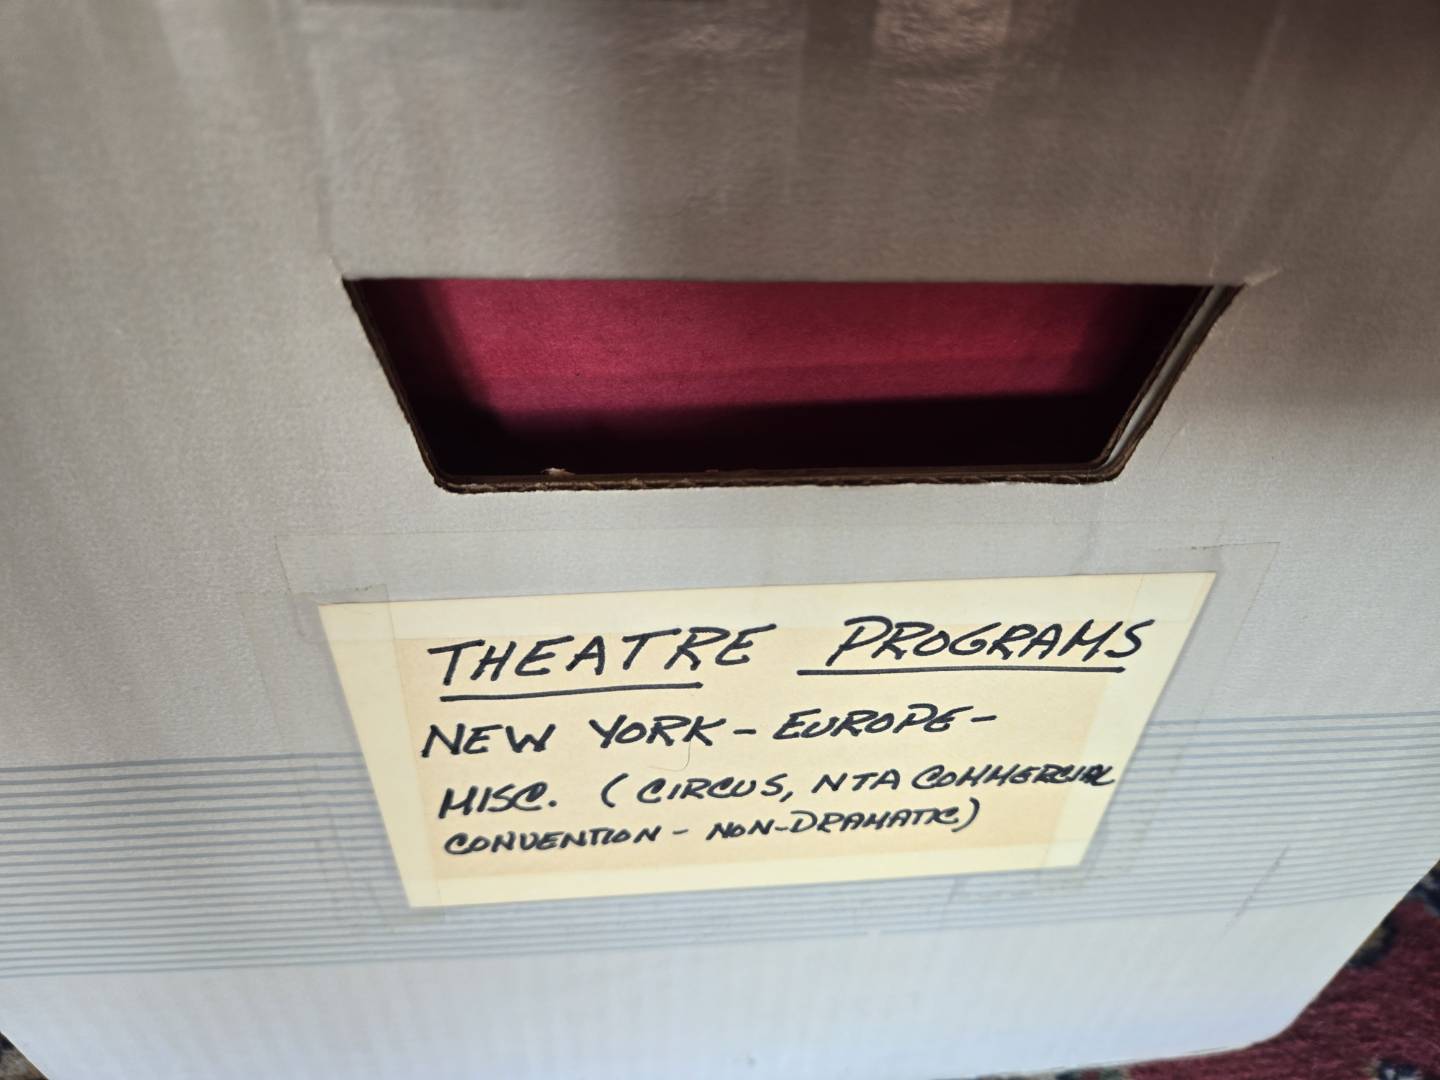 THEATRE PROGRAMS
NEW YORK - EUROPE -
MISC. (CIRCUS, NTA COMMERCIAL
CONVENTION - NON-DRAMATIC)